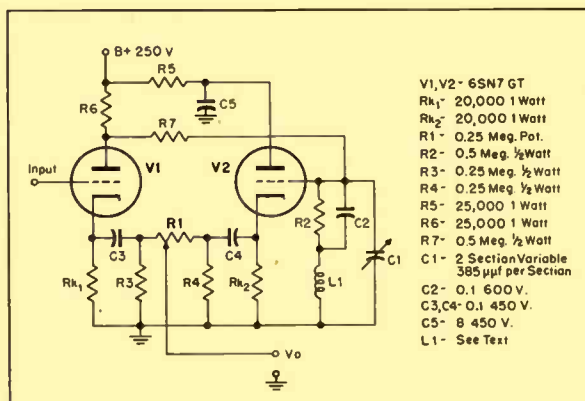 B+ 250 V
R5
R6
C5
R7
Input
V1
V2
R1
R2
C2
C3
C4
C1
L1
Rk₁
R3
R4
Rk₂
Vo
V1,V2- 6SN7 GT
Rk₁- 20,000 1 Watt
Rk₂- 20,000 1 Watt
R1 - 0.25 Meg. Pot.
R2 - 0.5 Meg. ½ Watt
R3 - 0.25 Meg. ½ Watt
R4 - 0.25 Meg. ½ Watt
R5 - 25,000 1 Watt
R6 - 25,000 1 Watt
R7 - 0.5 Meg. ½ Watt
C1 - 2 Section Variable
385 µµf per Section
C2 - 0.1 600 V.
C3,C4- 0.1 450 V.
C5 - 8 450 V.
L1 - See Text